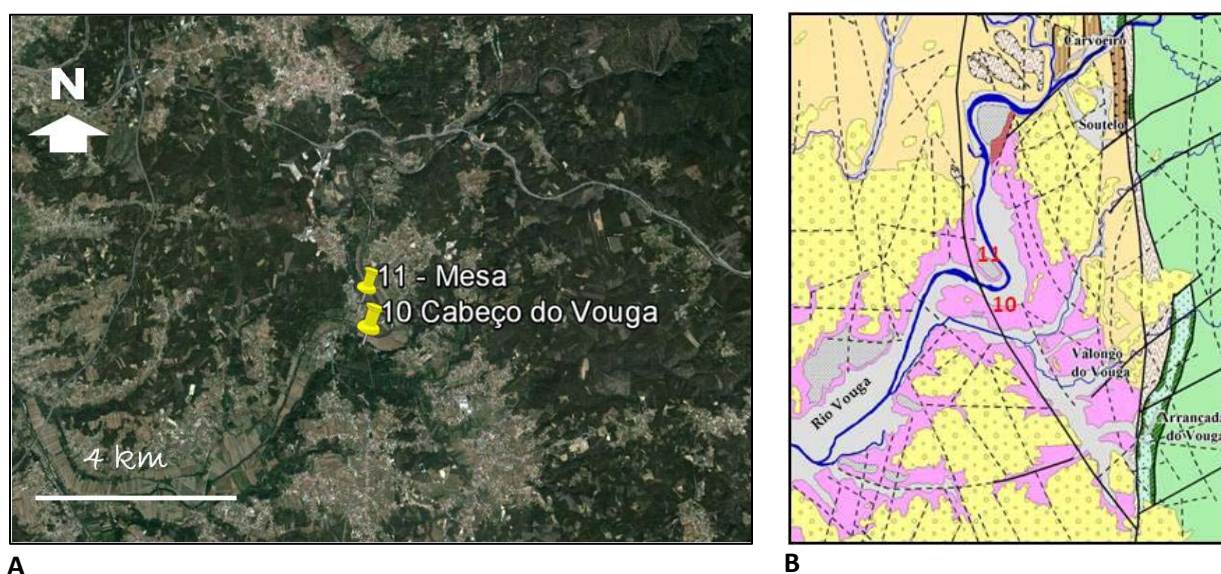 N
11 - Mesa
10 Cabeço do Vouga
4 km
A
Carvoeiro
Soutelo
11
10
Valongo
do Vouga
Rio Vouga
Arrançada
do Vouga
B